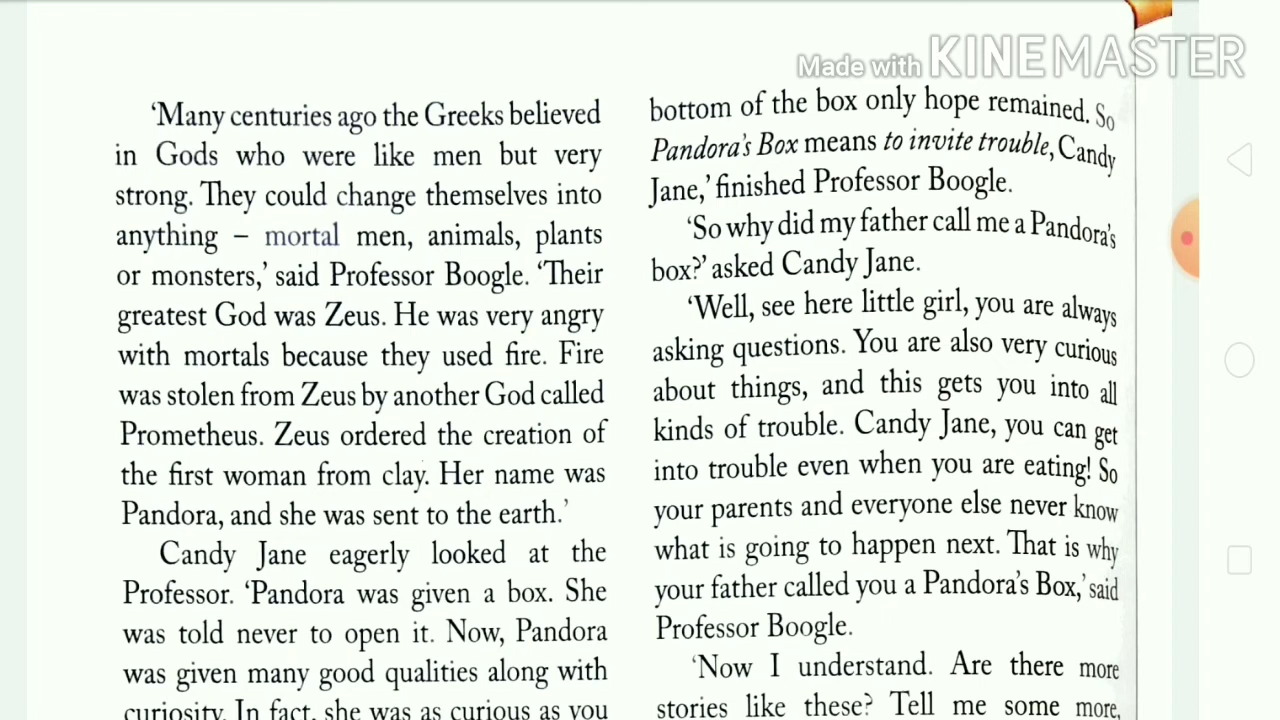 Made with KINEMASTER
'Many centuries ago the Greeks believed
in Gods who were like men but very
strong. They could change themselves into
anything – mortal men, animals, plants
or monsters,' said Professor Boogle. 'Their
greatest God was Zeus. He was very angry
with mortals because they used fire. Fire
was stolen from Zeus by another God called
Prometheus. Zeus ordered the creation of
the first woman from clay. Her name was
Pandora, and she was sent to the earth.'
Candy Jane eagerly looked at the
Professor. 'Pandora was given a box. She
was told never to open it. Now, Pandora
was given many good qualities along with
curiosity. In fact, she was as curious as you
bottom of the box only hope remained. So
Pandora's Box means to invite trouble, Candy
Jane,' finished Professor Boogle.
'So why did my father call me a Pandora's
box?' asked Candy Jane.
'Well, see here little girl, you are always
asking questions. You are also very curious
about things, and this gets you into all
kinds of trouble. Candy Jane, you can get
into trouble even when you are eating! So
your parents and everyone else never know
what is going to happen next. That is why
your father called you a Pandora's Box,' said
Professor Boogle.
'Now I understand. Are there more
stories like these? Tell me some more,